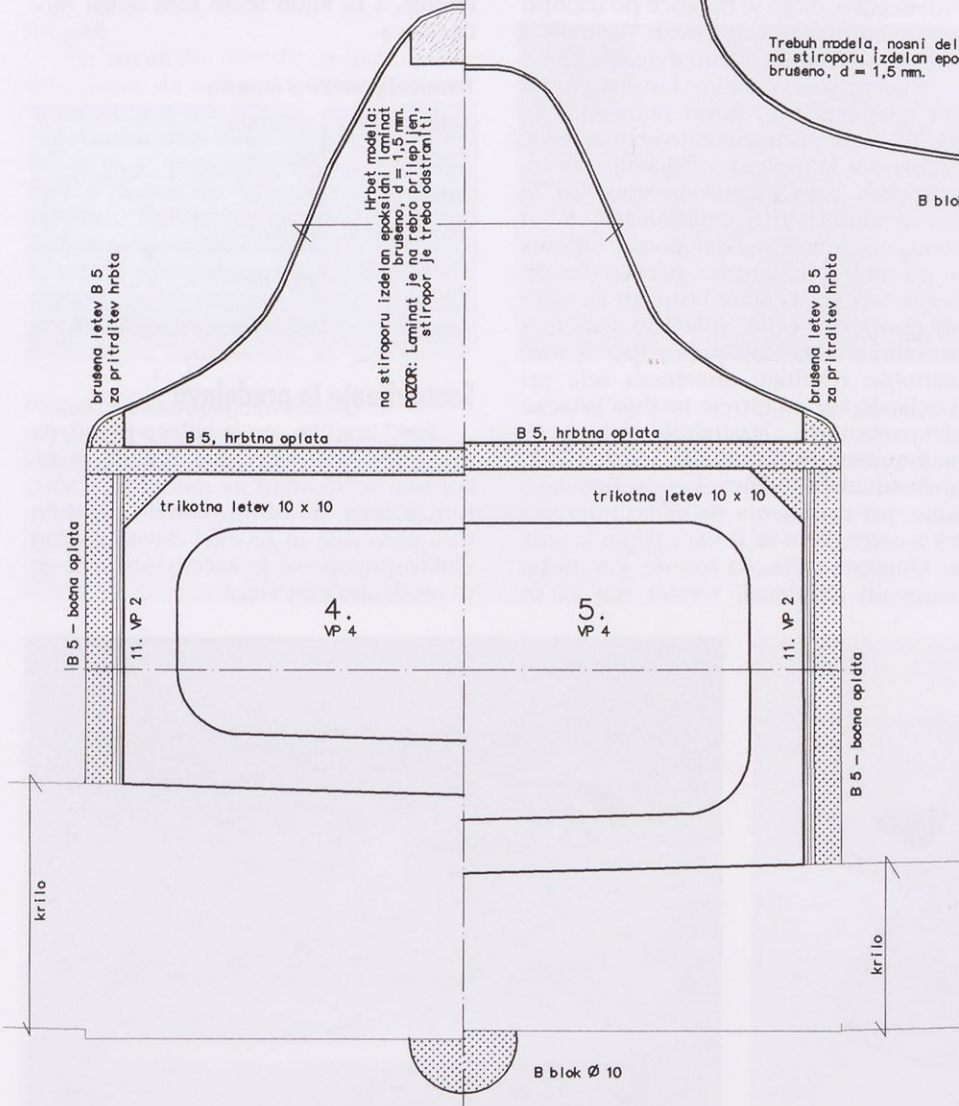 Trebuh modela, nosni del
na stiroporu izdelan epo
brušeno, d = 1,5 mm.
B blo
Hrbet modela:
na stiroporu izdelan epoksidni laminat
brušeno, d = 1,5 mm.
POZOR: Laminat je na rebro prilepljen,
stiropor je treba odstraniti.
brušena letev B 5
za pritrditev hrbta
brušena letev B 5
za pritrditev hrbta
B 5, hrbtna oplata
B 5, hrbtna oplata
trikotna letev 10 x 10
trikotna letev 10 x 10
B 5 - bočna oplata
11. VP 2
4.
VP 4
5.
VP 4
11. VP 2
B 5 - bočna oplata
krilo
krilo
B blok Ø 10